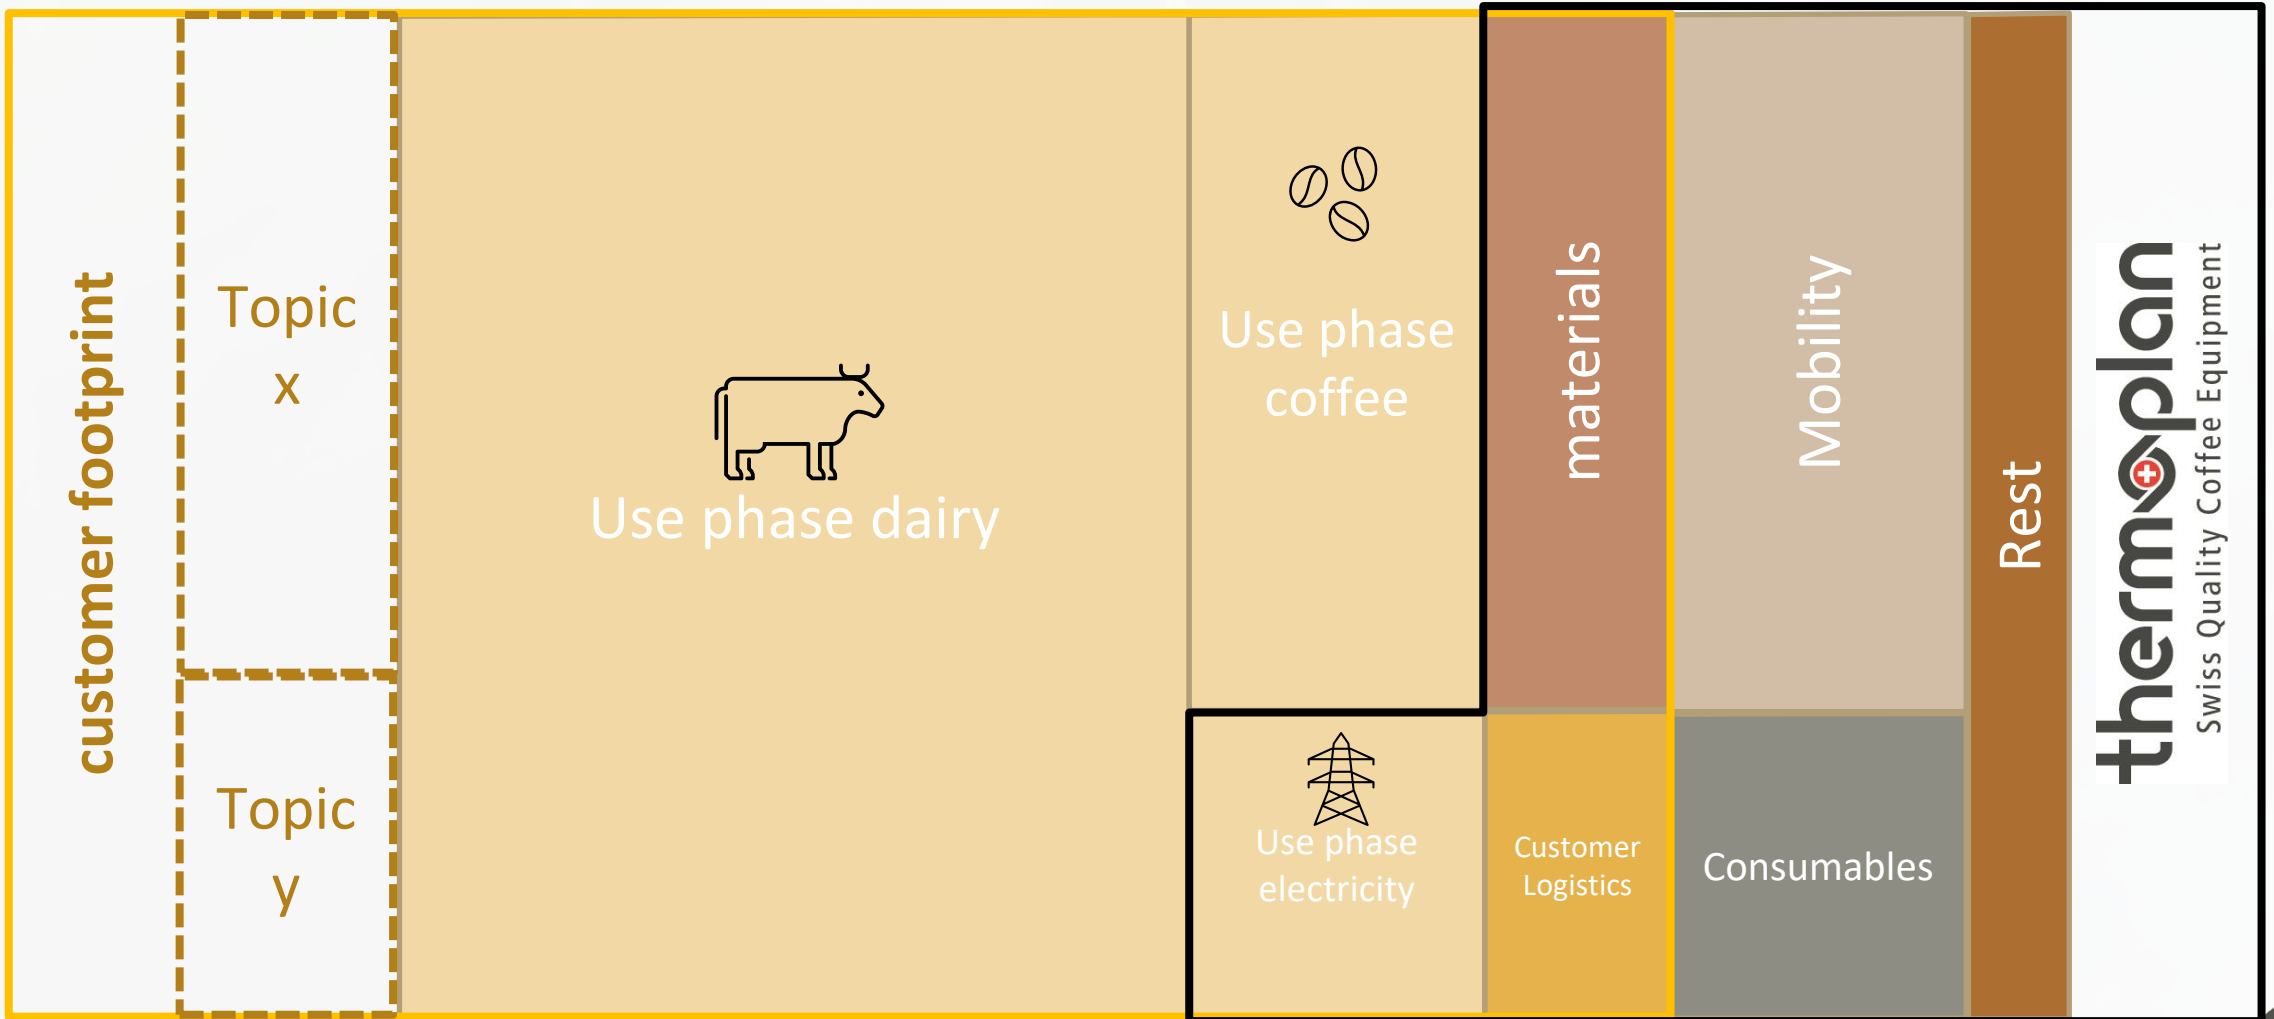 customer footprint
Topic
x
Topic
y
Use phase dairy
Use phase
coffee
Use phase
electricity
materials
Customer
Logistics
Mobility
Consumables
Rest
thermoplan
Swiss Quality Coffee Equipment